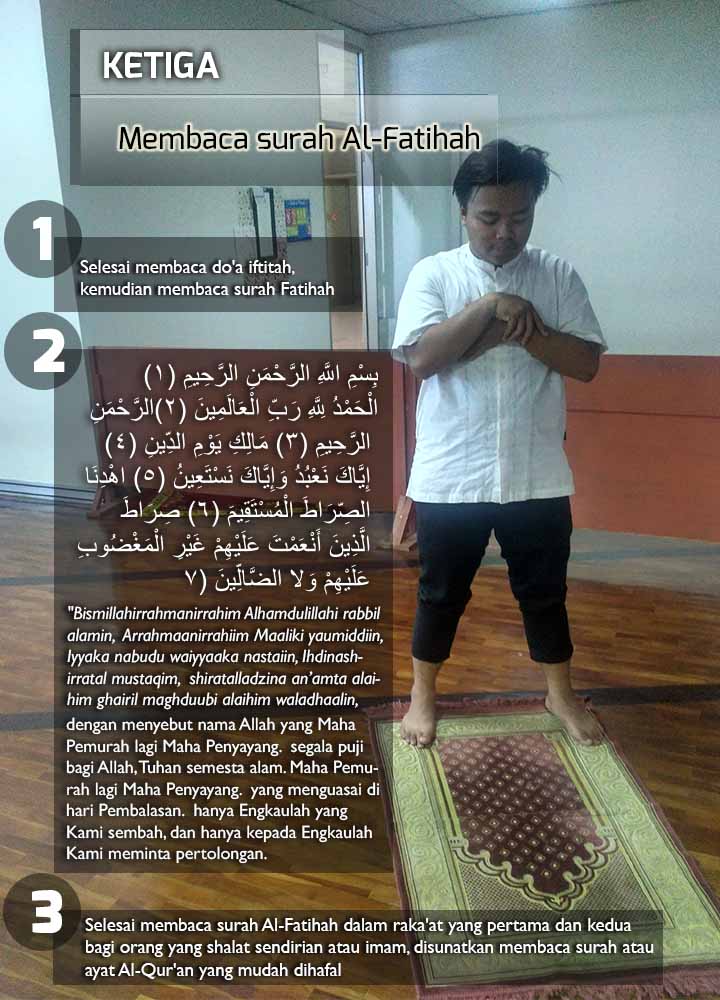 KETIGA
Membaca surah Al-Fatihah
1
Selesai membaca do'a iftitah,
kemudian membaca surah Fatihah
2
بِسْمِ اللَّهِ الرَّحْمَنِ الرَّحِيمِ (١)
الْحَمْدُ لِلَّهِ رَبِّ الْعَالَمِينَ (٢)الرَّحْمَنِ
الرَّحِيمِ (٣) مَالِكِ يَوْمِ الدِّينِ (٤)
إِيَّاكَ نَعْبُدُ وَإِيَّاكَ نَسْتَعِينُ (٥) اهْدِنَا
الصِّرَاطَ الْمُسْتَقِيمَ (٦) صِرَاطَ
الَّذِينَ أَنْعَمْتَ عَلَيْهِمْ غَيْرِ الْمَغْضُوبِ
عَلَيْهِمْ وَلا الضَّالِّينَ (٧
"Bismillahirrahmanirrahim Alhamdulillahi rabbil
alamin, Arrahmaanirrahiim Maaliki yaumiddiin,
Iyyaka nabudu waiyyaaka nastaiin, Ihdinash-
irratal mustaqim, shiratalladzina an'amta alai-
him ghairil maghduubi alaihim waladhaalin,
dengan menyebut nama Allah yang Maha
Pemurah lagi Maha Penyayang. segala puji
bagi Allah, Tuhan semesta alam. Maha Pemu-
rah lagi Maha Penyayang. yang menguasai di
hari Pembalasan. hanya Engkaulah yang
Kami sembah, dan hanya kepada Engkaulah
Kami meminta pertolongan.
3
Selesai membaca surah Al-Fatihah dalam raka'at yang pertama dan kedua
bagi orang yang shalat sendirian atau imam, disunatkan membaca surah atau
ayat Al-Qur'an yang mudah dihafal